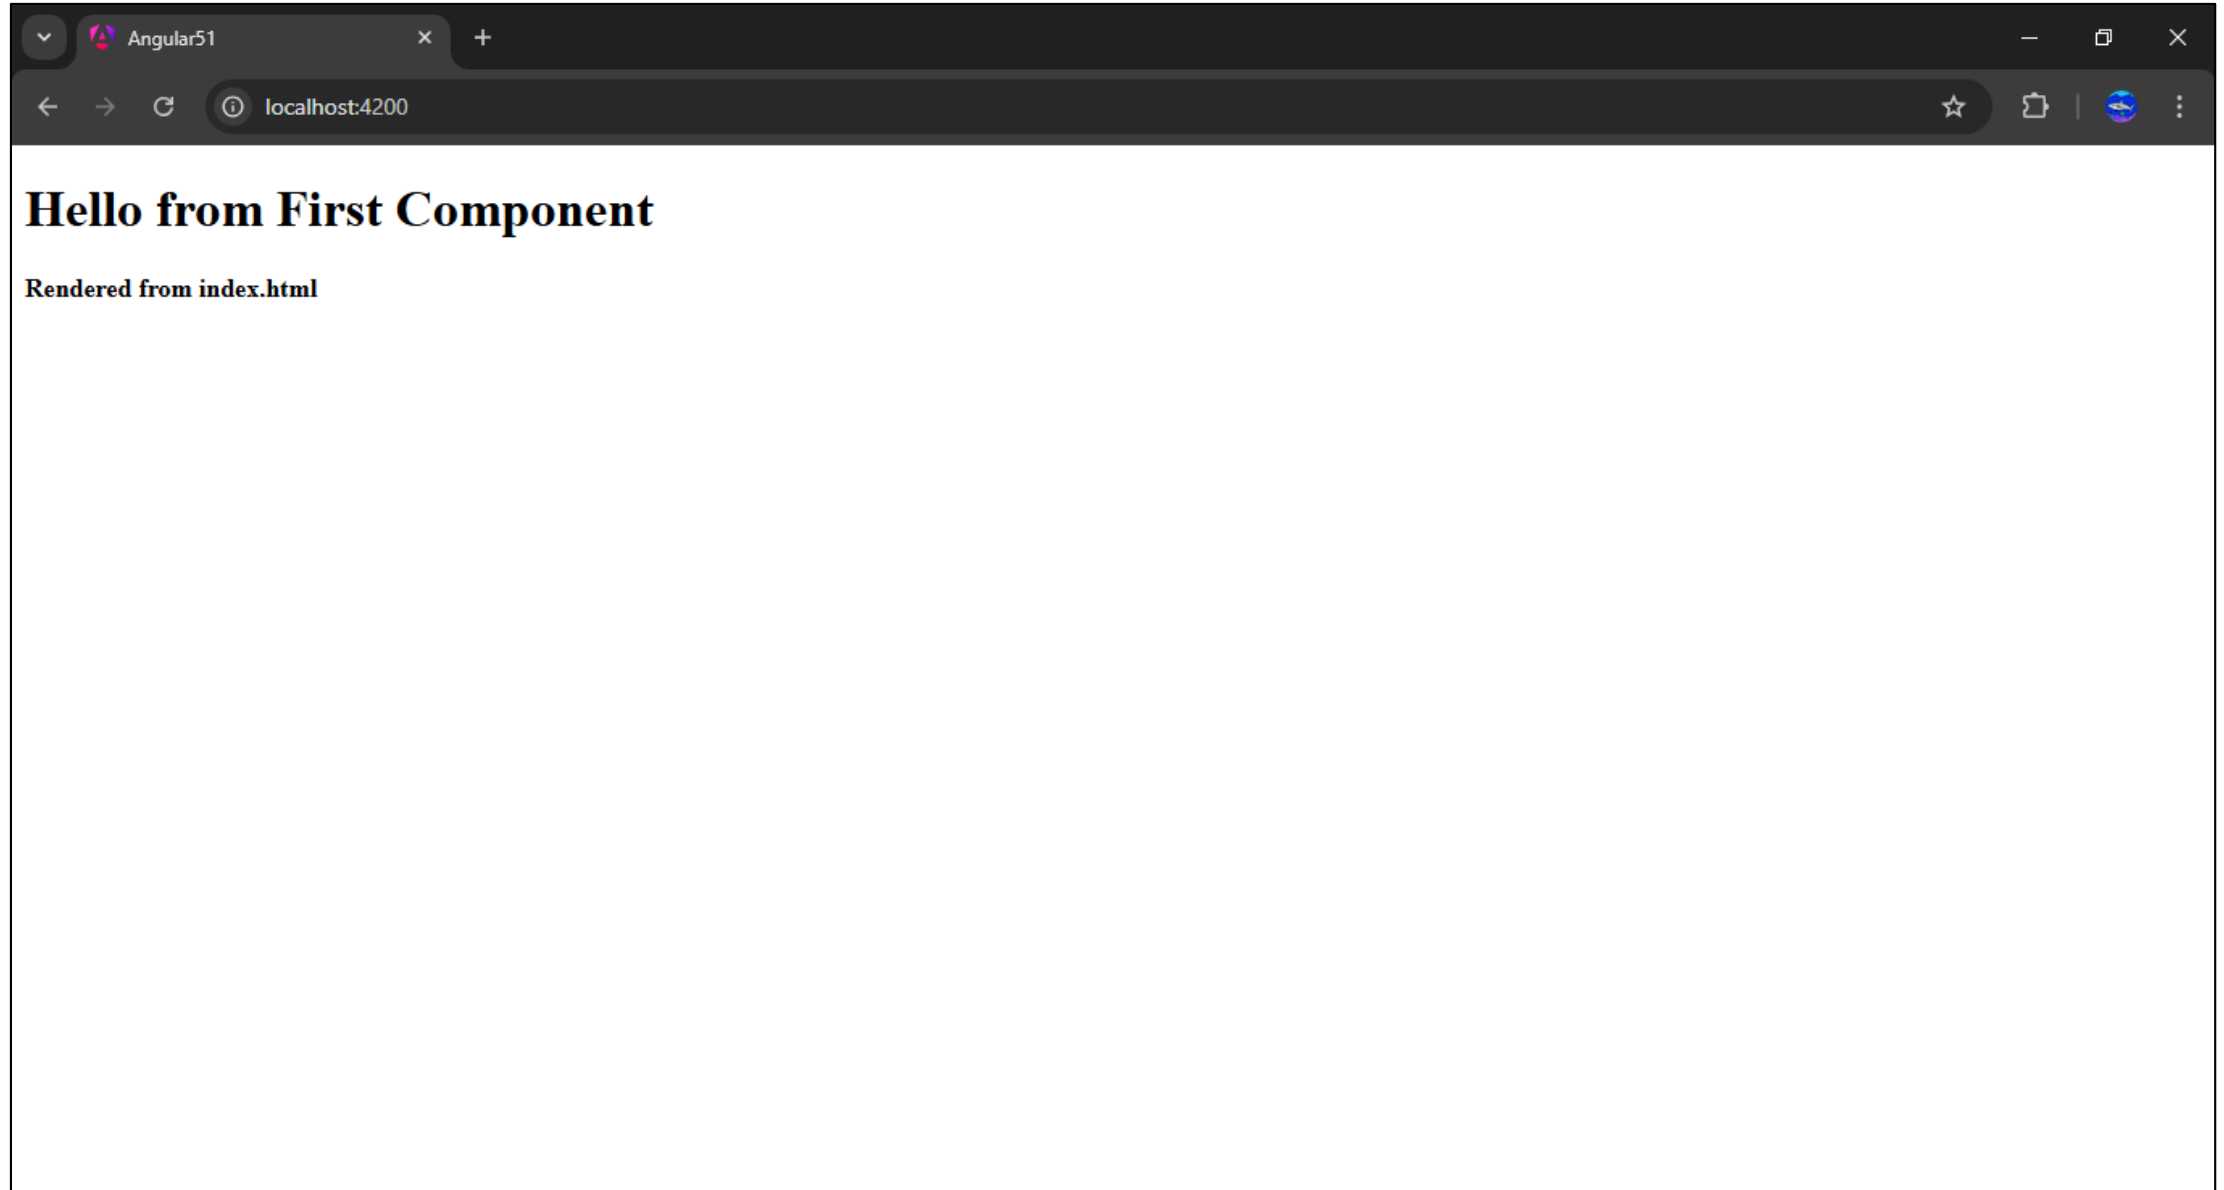 Angular51
localhost:4200
Hello from First Component
Rendered from index.html